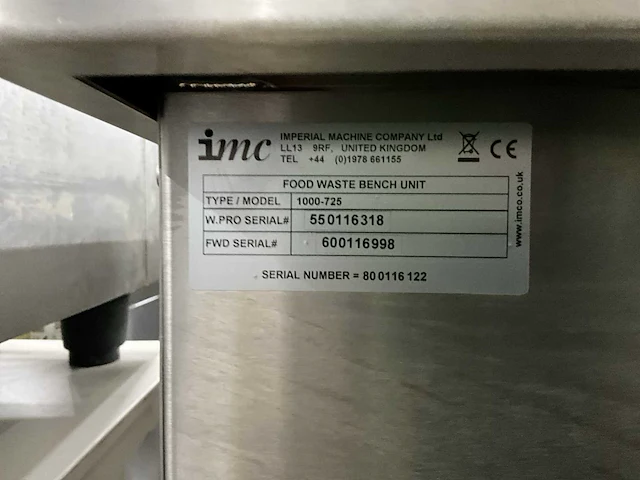 imc
IMPERIAL MACHINE COMPANY Ltd
LL13 9RF, UNITED KINGDOM
TEL +44 (0)1978 661155
CE
FOOD WASTE BENCH UNIT
TYPE / MODEL 1000-725
W.PRO SERIAL# 550116318
FWD SERIAL# 600116998
SERIAL NUMBER = 800116122
www.imco.co.uk